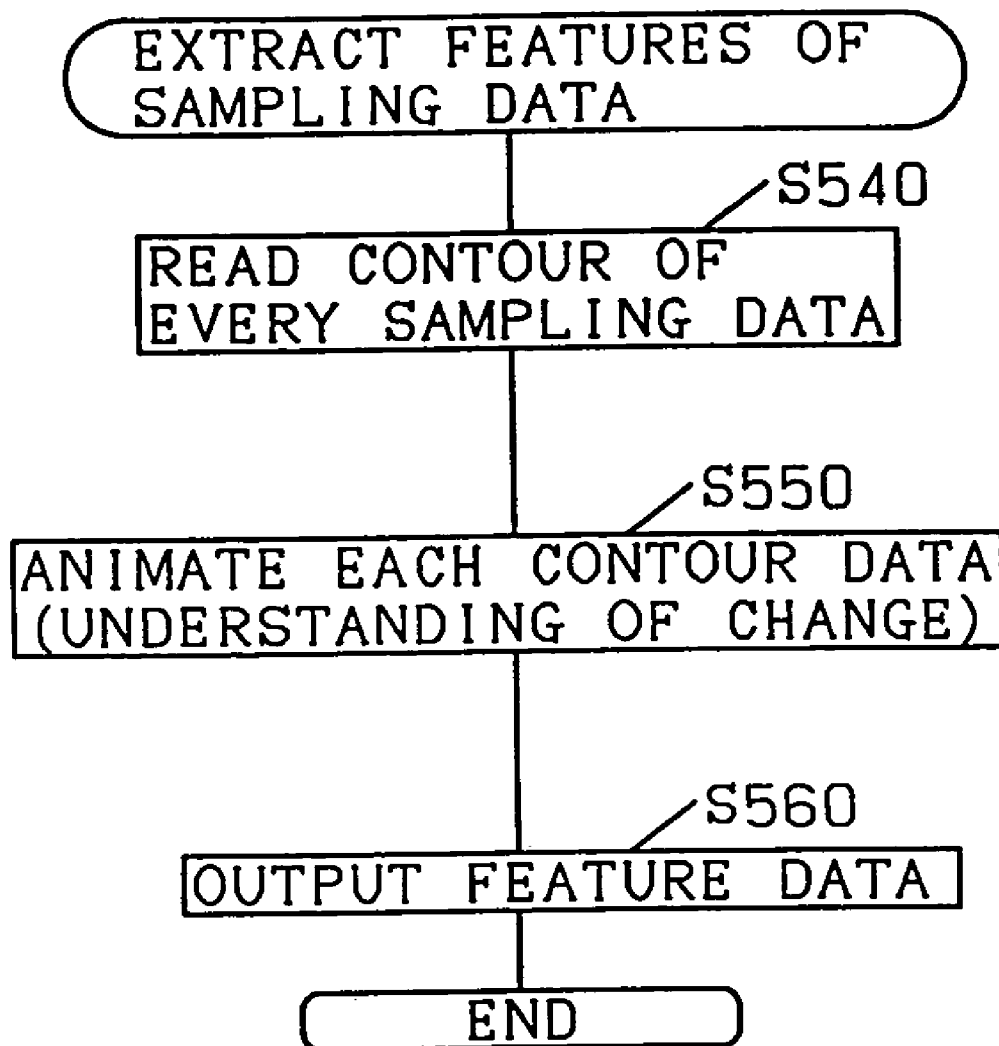 EXTRACT FEATURES OF
SAMPLING DATA
S540
READ CONTOUR OF
EVERY SAMPLING DATA
S550
ANIMATE EACH CONTOUR DATA
(UNDERSTANDING OF CHANGE)
S560
OUTPUT FEATURE DATA
END